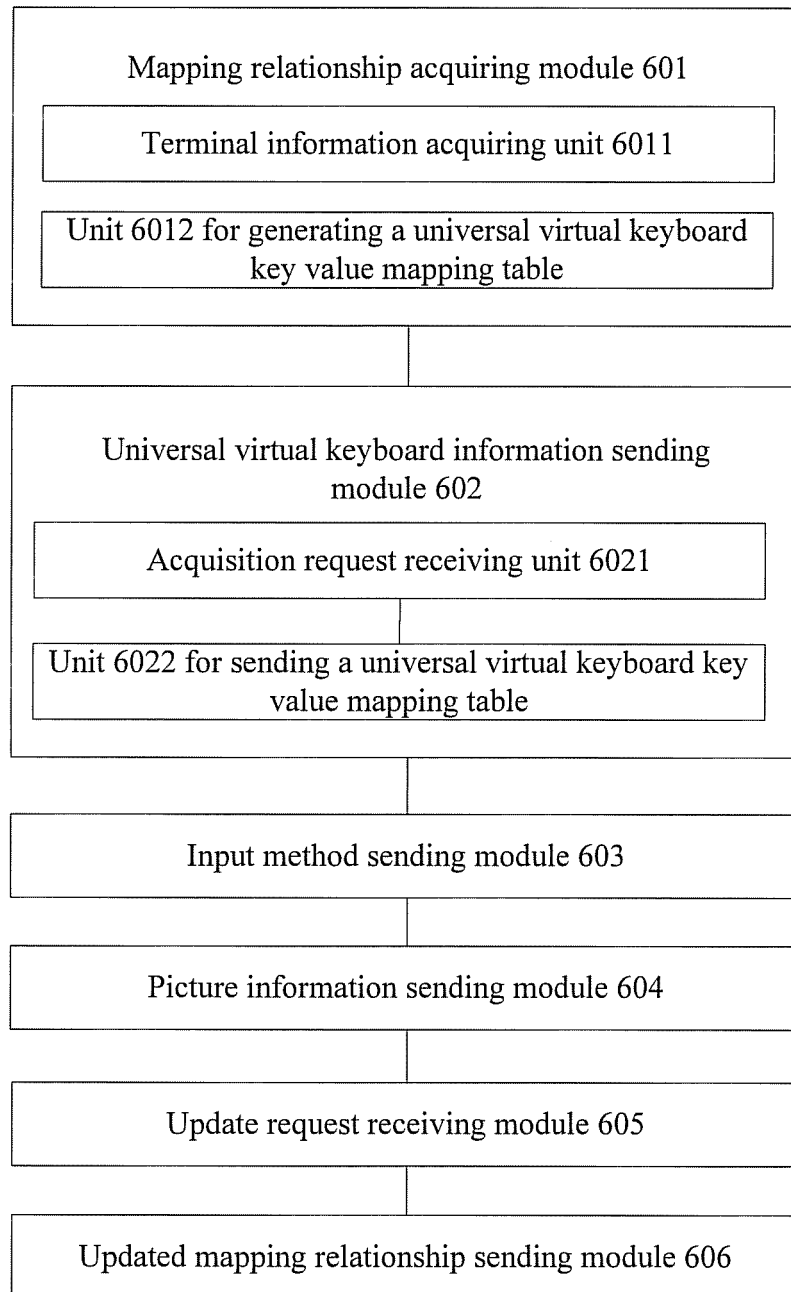 Mapping relationship acquiring module 601
Terminal information acquiring unit 6011
Unit 6012 for generating a universal virtual keyboard
key value mapping table
Universal virtual keyboard information sending
module 602
Acquisition request receiving unit 6021
Unit 6022 for sending a universal virtual keyboard key
value mapping table
Input method sending module 603
Picture information sending module 604
Update request receiving module 605
Updated mapping relationship sending module 606